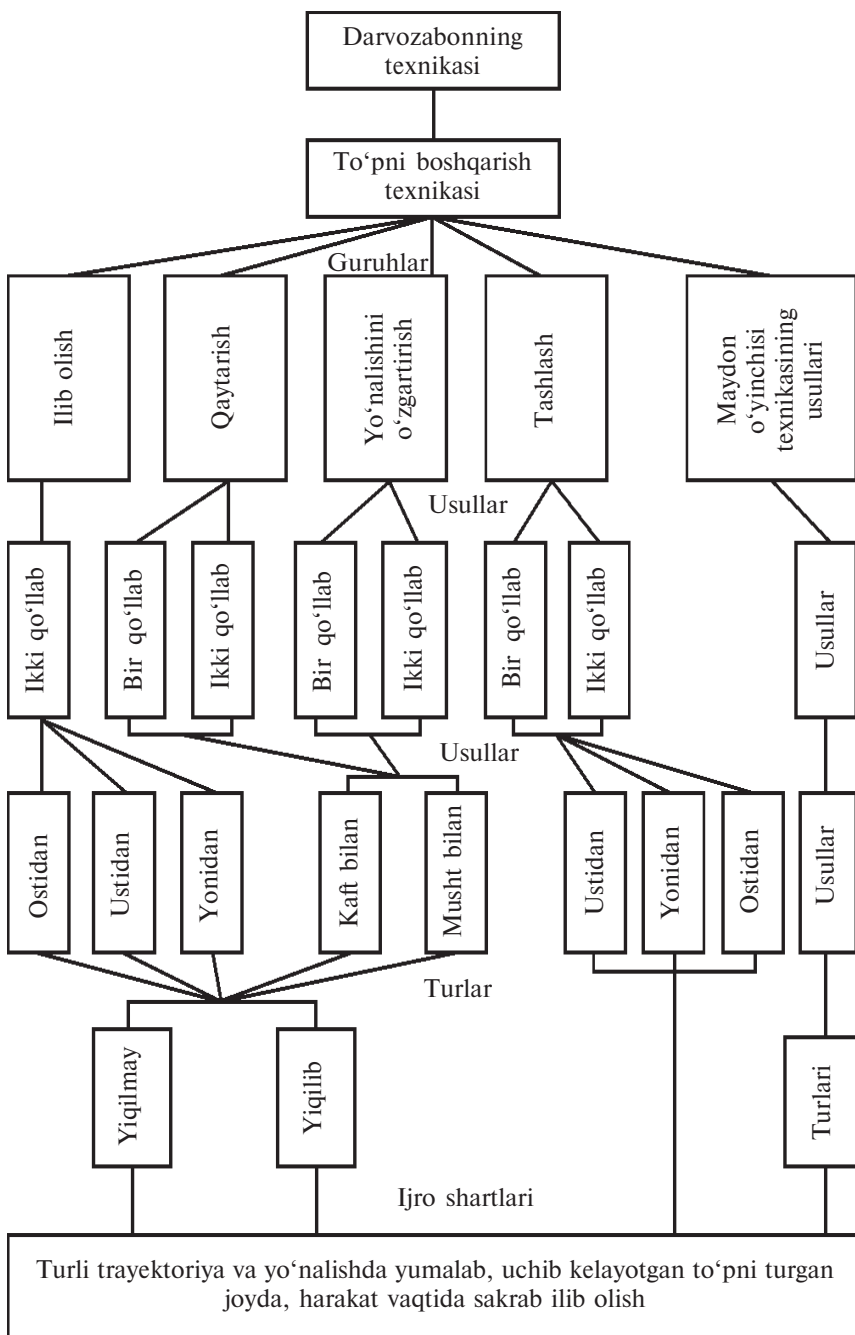 Darvozabonning
texnikasi
To‘pni boshqarish
texnikasi
Guruhlar
Ilib olish
Qaytarish
Yo‘nalishini
o‘zgartirish
Tashlash
Maydon
o‘yinchisi
texnikasining
usullari
Usullar
Ikki qo‘llab
Bir qo‘llab
Ikki qo‘llab
Bir qo‘llab
Ikki qo‘llab
Bir qo‘llab
Ikki qo‘llab
Usullar
Usullar
Ostidan
Ustidan
Yonidan
Kaft bilan
Musht bilan
Ustidan
Yonidan
Ostidan
Usullar
Turlar
Yiqilmay
Yiqilib
Turlari
Ijro shartlari
Turli trayektoriya va yo‘nalishda yumalab, uchib kelayotgan to‘pni turgan
joyda, harakat vaqtida sakrab ilib olish